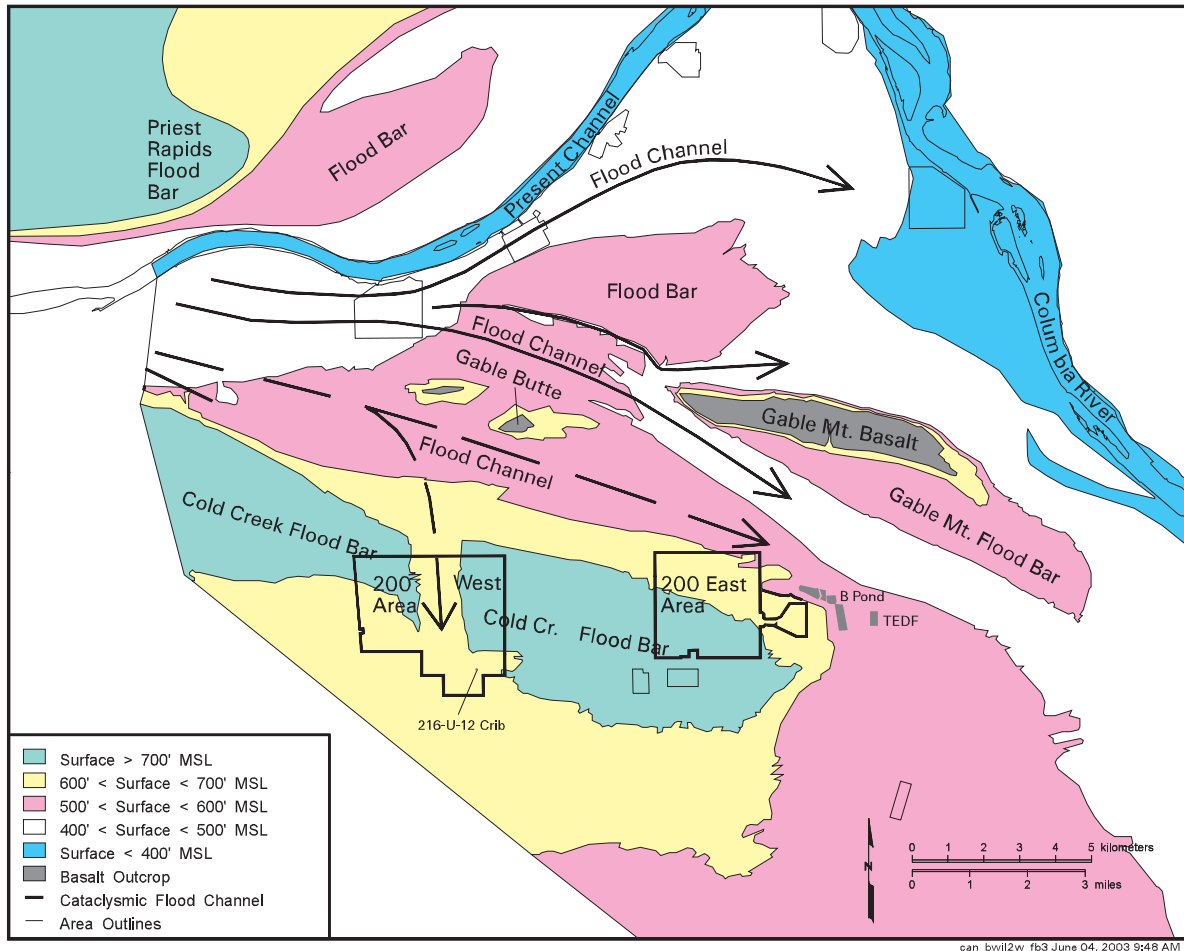 Priest
Rapids
Flood
Bar
Flood Bar
Present Channel
Flood Channel
Flood Bar
Columbia River
Flood Channel
Gable Butte
Gable Mt. Basalt
Flood Channel
Gable Mt. Flood Bar
Cold Creek Flood Bar
200 West
Area
200 East
Area
B Pond
TEDF
Cold Cr. Flood Bar
216-U-12 Crib
Surface > 700' MSL
600' < Surface < 700' MSL
500' < Surface < 600' MSL
400' < Surface < 500' MSL
Surface < 400' MSL
Basalt Outcrop
Cataclysmic Flood Channel
Area Outlines
N
0 1 2 3 4 5 kilometers
0 1 2 3 miles
can_bwil2w_fb3 June 04, 2003 9:48 AM